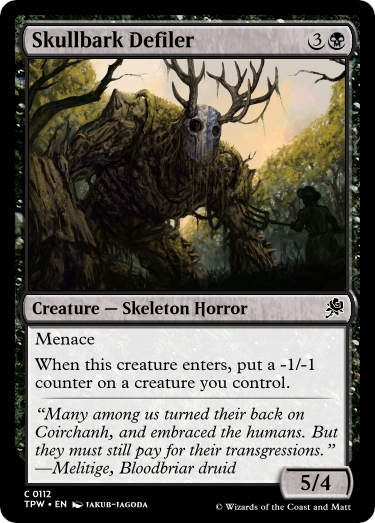 Skullbark Defiler 3
Creature — Skeleton Horror
Menace
When this creature enters, put a -1/-1
counter on a creature you control.
“Many among us turned their back on
Coirchanh, and embraced the humans. But
they must still pay for their transgressions.”
—Melitige, Bloodbriar druid
5/4
C 0112
TPW • EN JAKUB-JAGODA
© Wizards of the Coast and Matt